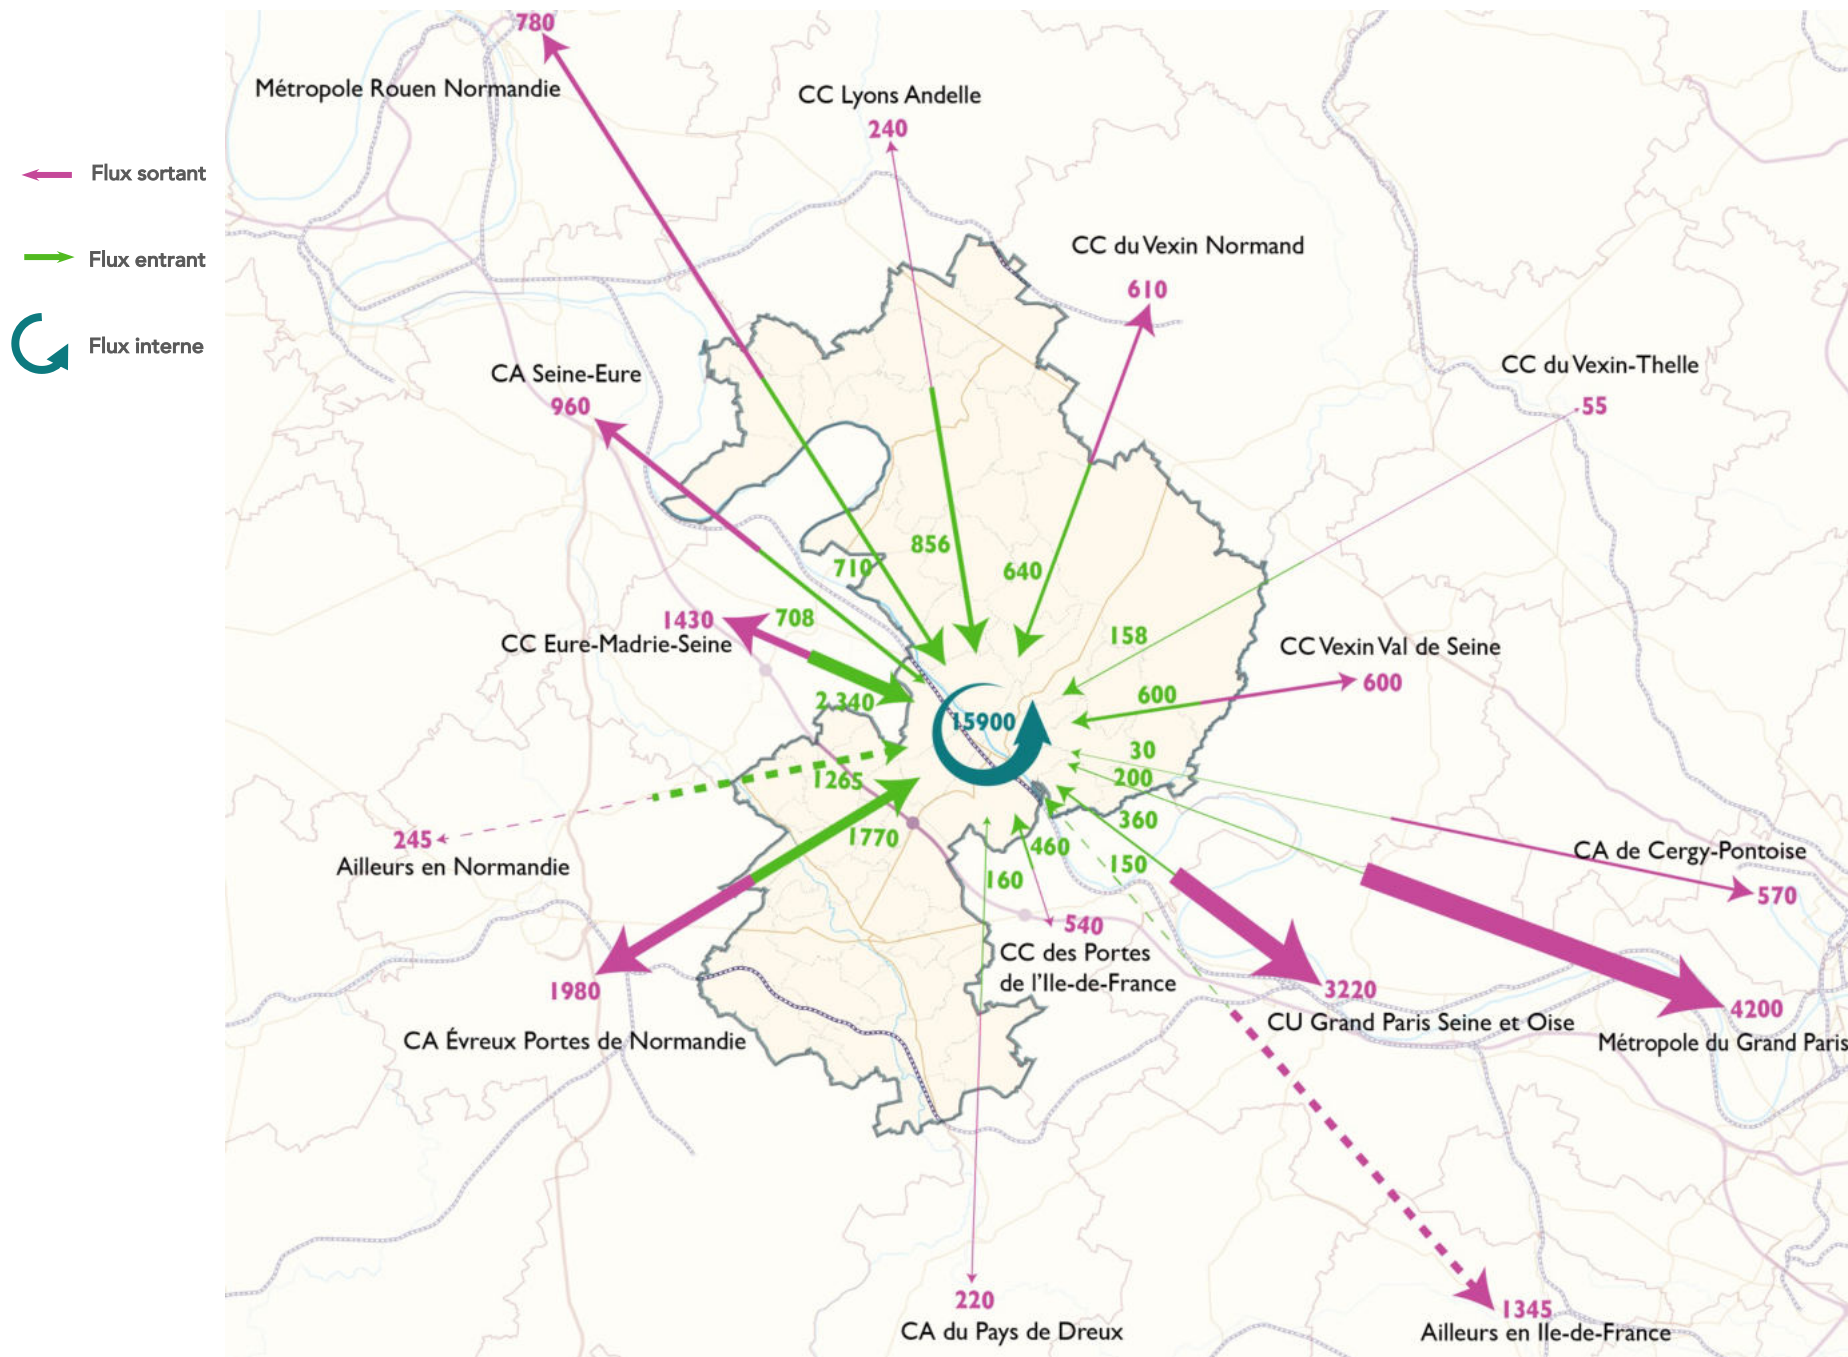 780
Métropole Rouen Normandie
CC Lyons Andelle
240
Flux sortant
Flux entrant
Flux interne
CC du Vexin Normand
610
CC du Vexin-Thelle
55
CA Seine-Eure
960
856
710
640
1430
708
CC Eure-Madrie-Seine
158
CC Vexin Val de Seine
600
600
2 340
15900
30
200
1265
360
1770
460
150
160
245
Ailleurs en Normandie
CA de Cergy-Pontoise
570
540
CC des Portes
de l'Ile-de-France
1980
3220
CU Grand Paris Seine et Oise
4200
Métropole du Grand Paris
CA Évreux Portes de Normandie
220
CA du Pays de Dreux
1345
Ailleurs en Ile-de-France